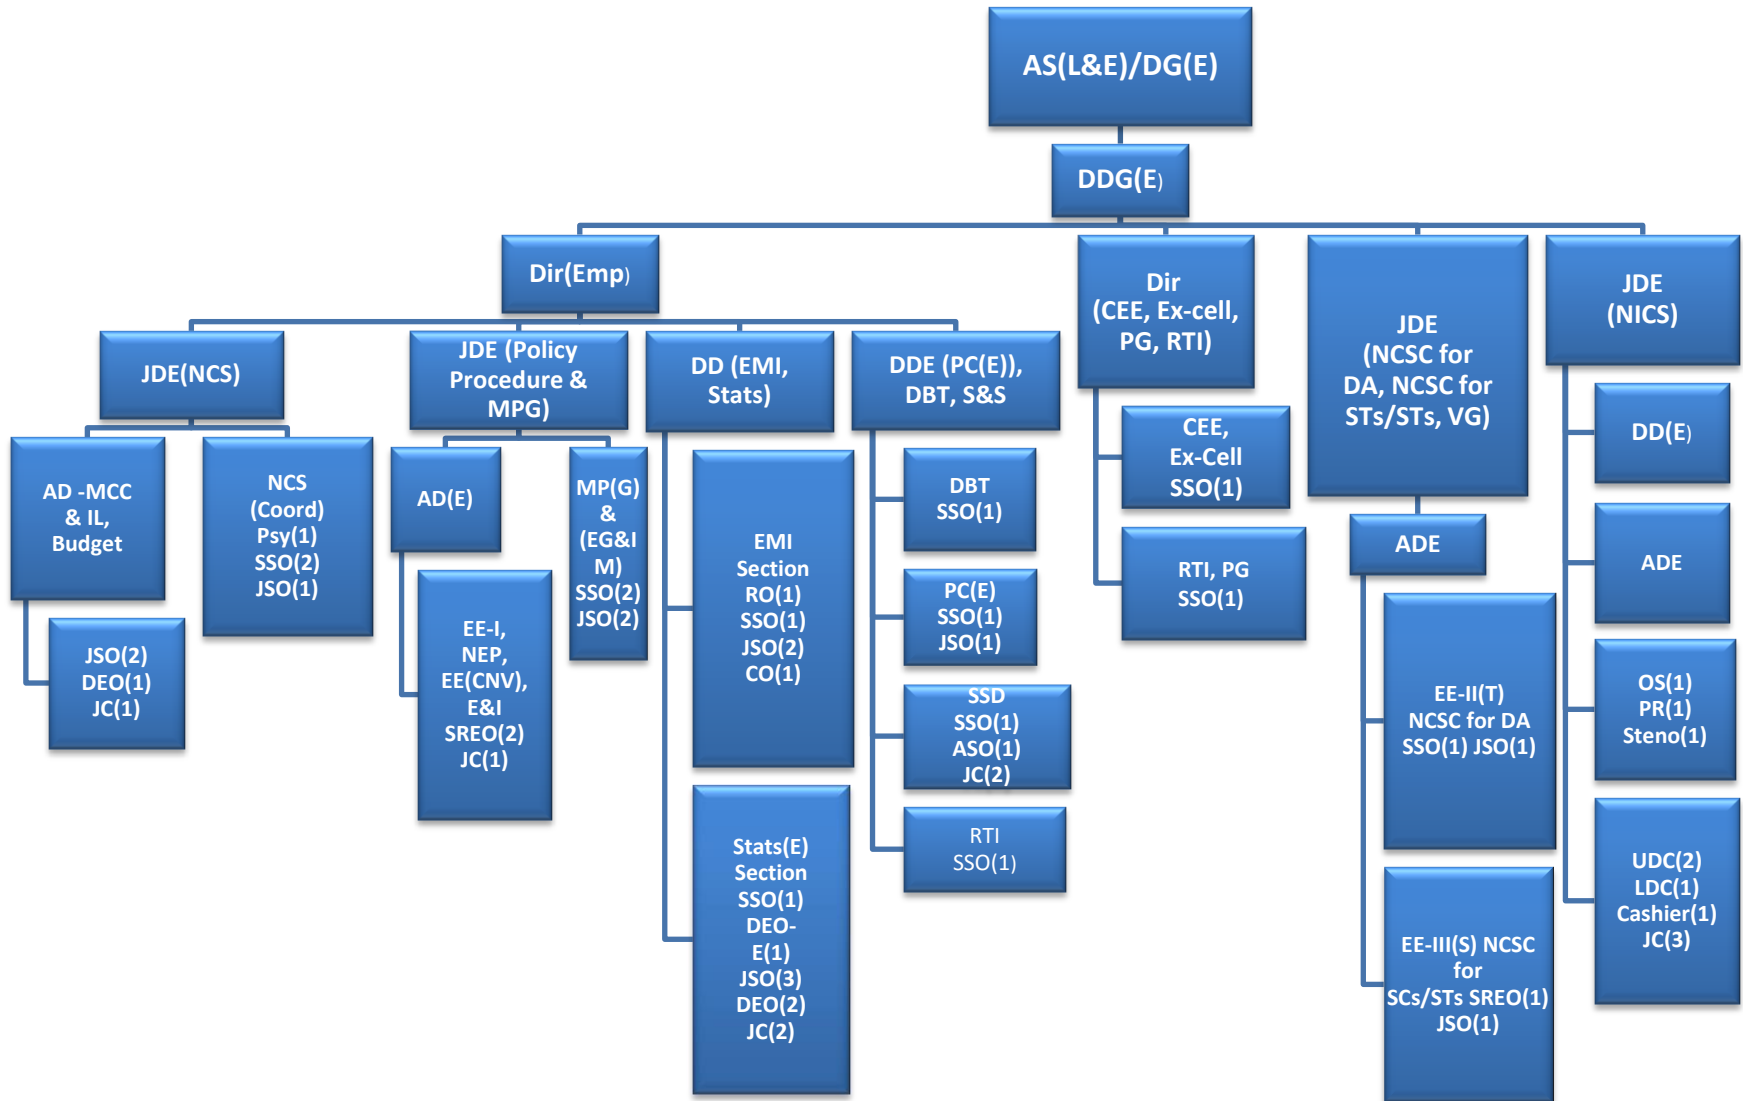 AS(L&E)/DG(E)
DDG(E)
Dir(Emp)
Dir
(CEE, Ex-cell,
PG, RTI)
JDE
(NCSC for
DA, NCSC for
STs/STs, VG)
JDE
(NICS)
JDE(NCS)
JDE (Policy
Procedure &
MPG)
DD (EMI,
Stats)
DDE (PC(E)),
DBT, S&S
AD -MCC
& IL,
Budget
JSO(2)
DEO(1)
JC(1)
NCS
(Coord)
Psy(1)
SSO(2)
JSO(1)
AD(E)
EE-I,
NEP,
EE(CNV),
E&I
SREO(2)
JC(1)
MP(G)
&
(EG&I
M)
SSO(2)
JSO(2)
EMI
Section
RO(1)
SSO(1)
JSO(2)
CO(1)
Stats(E)
Section
SSO(1)
DEO-
E(1)
JSO(3)
DEO(2)
JC(2)
DBT
SSO(1)
PC(E)
SSO(1)
JSO(1)
SSD
SSO(1)
ASO(1)
JC(2)
RTI
SSO(1)
CEE,
Ex-Cell
SSO(1)
RTI, PG
SSO(1)
ADE
EE-II(T)
NCSC for DA
SSO(1) JSO(1)
EE-III(S) NCSC
for
SCs/STs SREO(1)
JSO(1)
DD(E)
ADE
OS(1)
PR(1)
Steno(1)
UDC(2)
LDC(1)
Cashier(1)
JC(3)